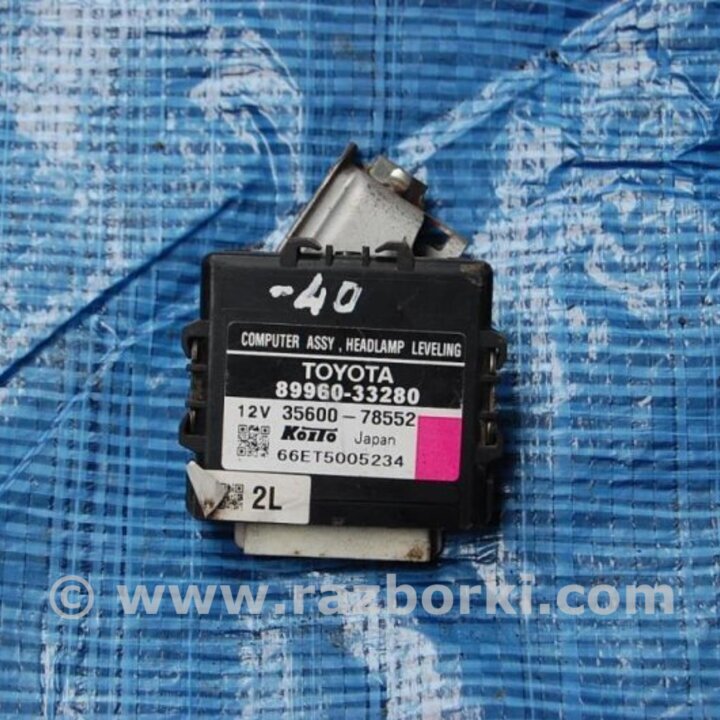 -40
COMPUTER ASSY, HEADLAMP LEVELING
TOYOTA
89960-33280
12V 35600-78552
KOITO Japan
66ET5005234
2L
© www.razborki.com